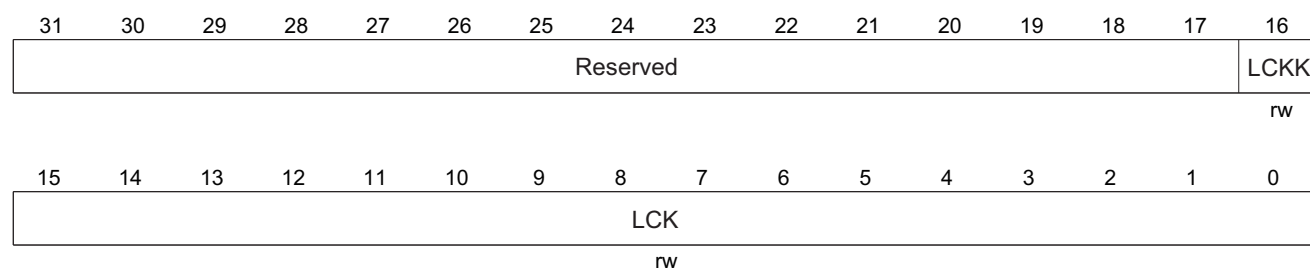 31 30 29 28 27 26 25 24 23 22 21 20 19 18 17 16
Reserved LCKK
rw
15 14 13 12 11 10 9 8 7 6 5 4 3 2 1 0
LCK
rw